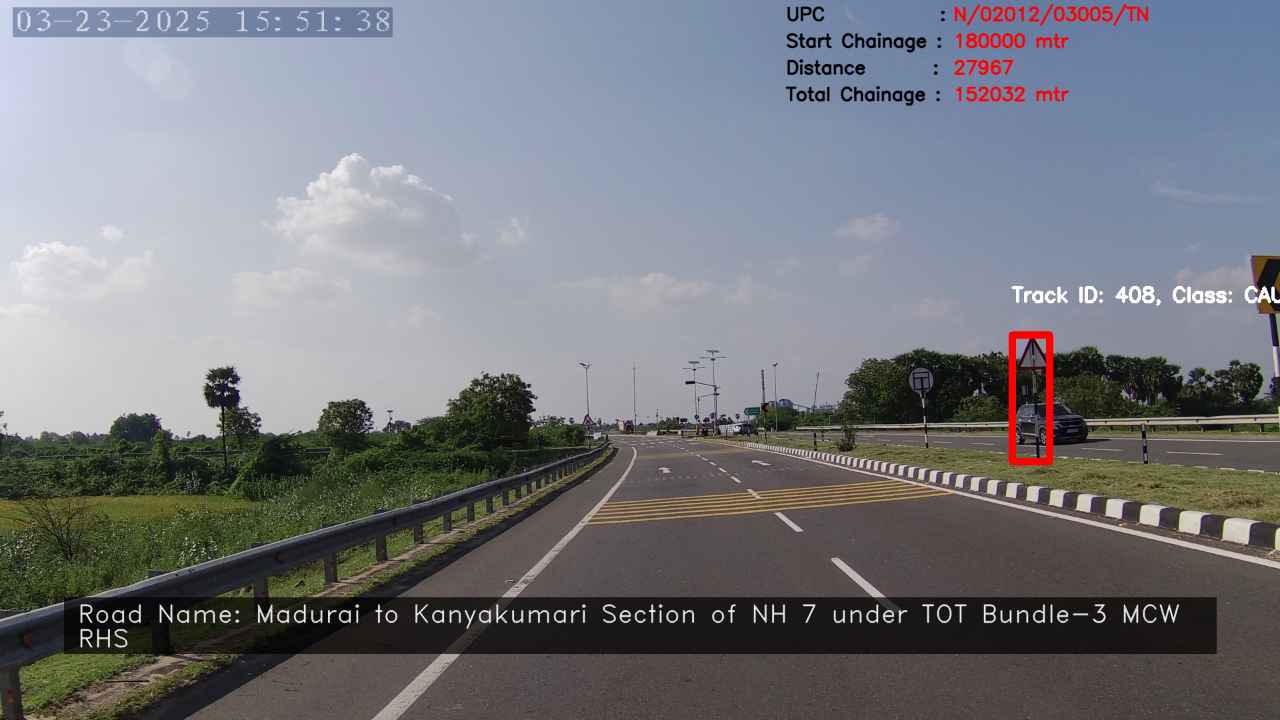 03-23-2025 15:51:38
UPC : N/02012/03005/TN
Start Chainage : 180000 mtr
Distance : 27967
Total Chainage : 152032 mtr
Track ID: 408, Class: CAU
Road Name: Madurai to Kanyakumari Section of NH 7 under TOT Bundle-3 MCW
RHS